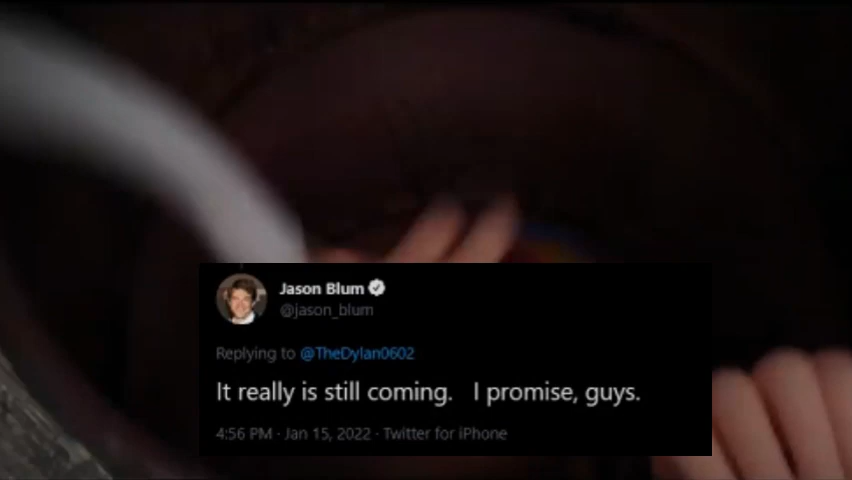 Jason Blum
@jason_blum
Replying to @TheDylan0602
It really is still coming.   I promise, guys.
4:56 PM · Jan 15, 2022 · Twitter for iPhone